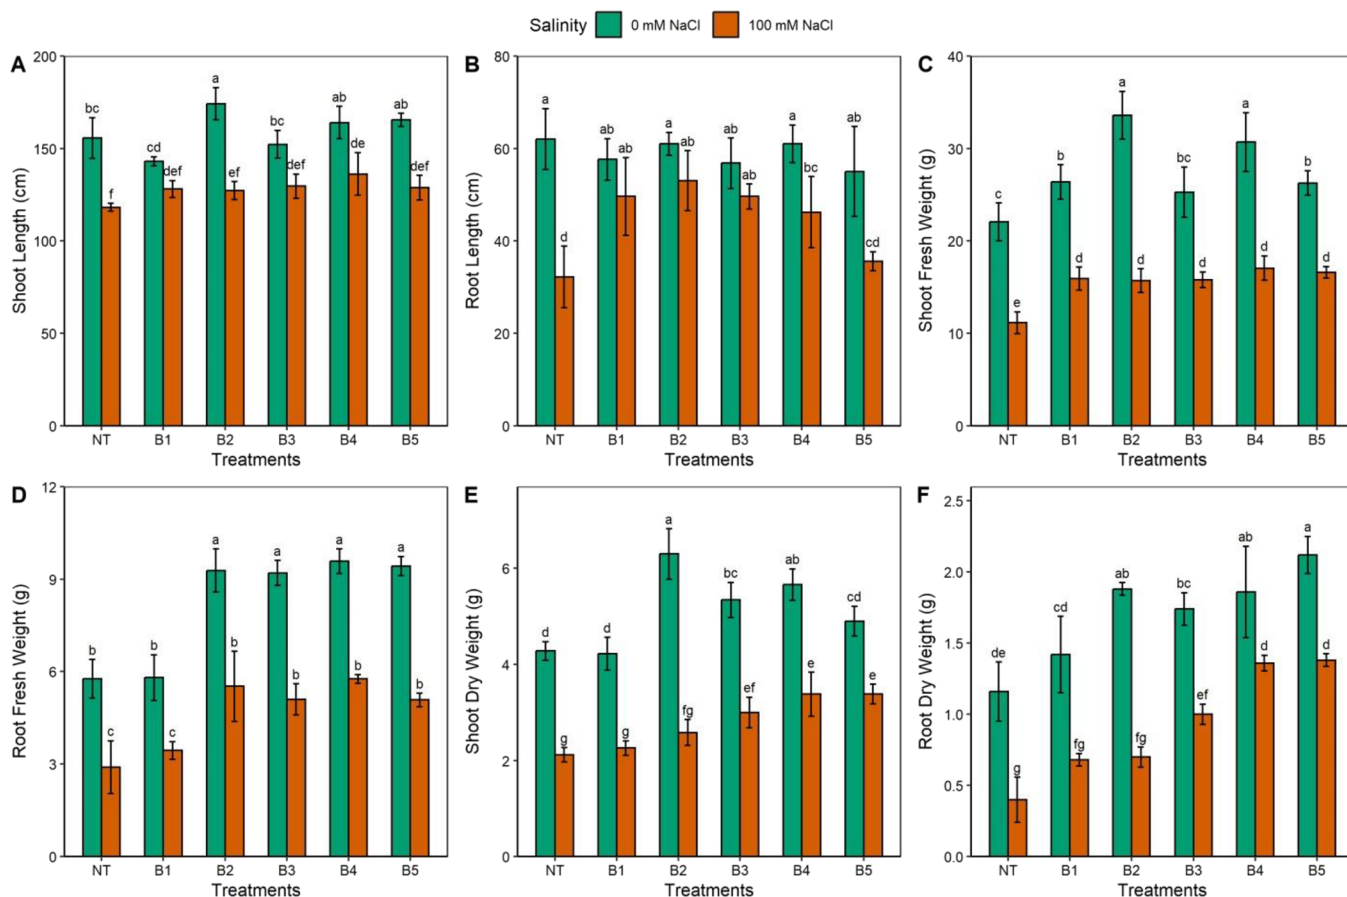 Salinity 0 mM NaCl 100 mM NaCl
A
200
150
100
50
0
Shoot Length (cm)
bc f cd def a ef bc def ab de ab def
NT B1 B2 B3 B4 B5
Treatments
B
80
60
40
20
0
Root Length (cm)
a d ab ab a ab ab ab a bc ab cd
NT B1 B2 B3 B4 B5
Treatments
C
40
30
20
10
0
Shoot Fresh Weight (g)
c e b d a d bc d a d b d
NT B1 B2 B3 B4 B5
Treatments
D
12
9
6
3
0
Root Fresh Weight (g)
b c b c a b a b a b a b
NT B1 B2 B3 B4 B5
Treatments
E
6
4
2
0
Shoot Dry Weight (g)
d g d g a fg bc ef ab e cd e
NT B1 B2 B3 B4 B5
Treatments
F
2.5
2.0
1.5
1.0
0.5
0.0
Root Dry Weight (g)
de g cd fg ab fg bc ef ab d a d
NT B1 B2 B3 B4 B5
Treatments